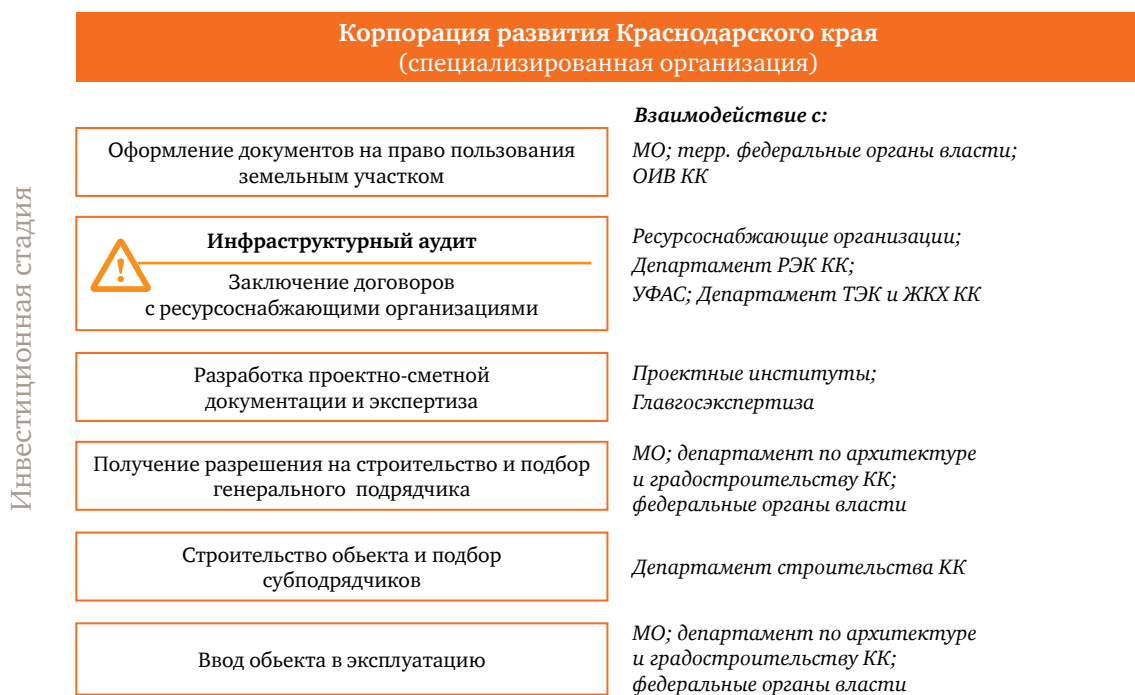 Корпорация развития Краснодарского края
(специализированная организация)
Инвестиционная стадия
Взаимодействие с:
Оформление документов на право пользования
земельным участком
МО; терр. федеральные органы власти;
ОИВ КК
Инфраструктурный аудит
Заключение договоров
с ресурсоснабжающими организациями
Ресурсоснабжающие организации;
Департамент РЭК КК;
УФАС; Департамент ТЭК и ЖКХ КК
Разработка проектно-сметной
документации и экспертиза
Проектные институты;
Главгосэкспертиза
Получение разрешения на строительство и подбор
генерального подрядчика
МО; департамент по архитектуре
и градостроительству КК;
федеральные органы власти
Строительство обьекта и подбор
субподрядчиков
Департамент строительства КК
Ввод обьекта в эксплуатацию
МО; департамент по архитектуре
и градостроительству КК;
федеральные органы власти